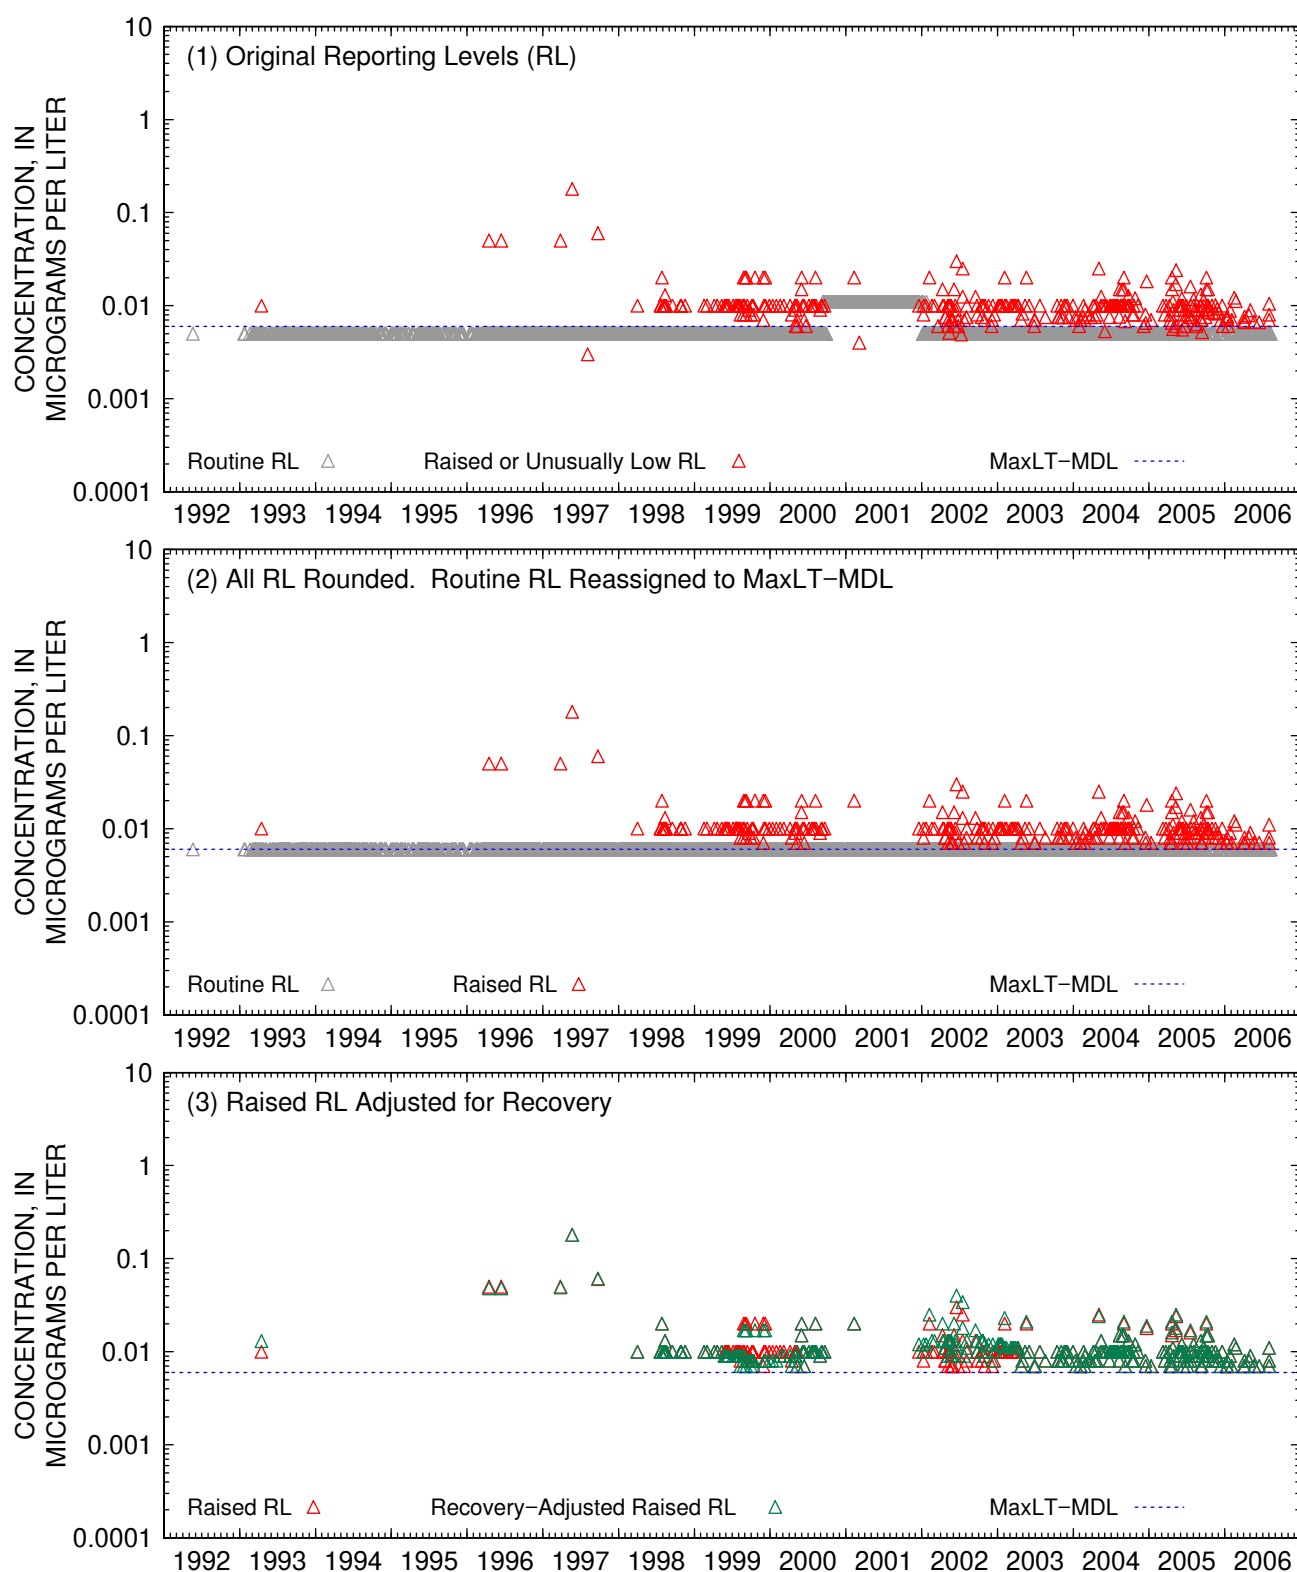 (1) Original Reporting Levels (RL)
CONCENTRATION, IN
MICROGRAMS PER LITER
10
1
0.1
0.01
0.001
0.0001
Routine RL
Raised or Unusually Low RL
MaxLT−MDL
1992 1993 1994 1995 1996 1997 1998 1999 2000 2001 2002 2003 2004 2005 2006
(2) All RL Rounded. Routine RL Reassigned to MaxLT−MDL
CONCENTRATION, IN
MICROGRAMS PER LITER
10
1
0.1
0.01
0.001
0.0001
Routine RL
Raised RL
MaxLT−MDL
1992 1993 1994 1995 1996 1997 1998 1999 2000 2001 2002 2003 2004 2005 2006
(3) Raised RL Adjusted for Recovery
CONCENTRATION, IN
MICROGRAMS PER LITER
10
1
0.1
0.01
0.001
0.0001
Raised RL
Recovery−Adjusted Raised RL
MaxLT−MDL
1992 1993 1994 1995 1996 1997 1998 1999 2000 2001 2002 2003 2004 2005 2006